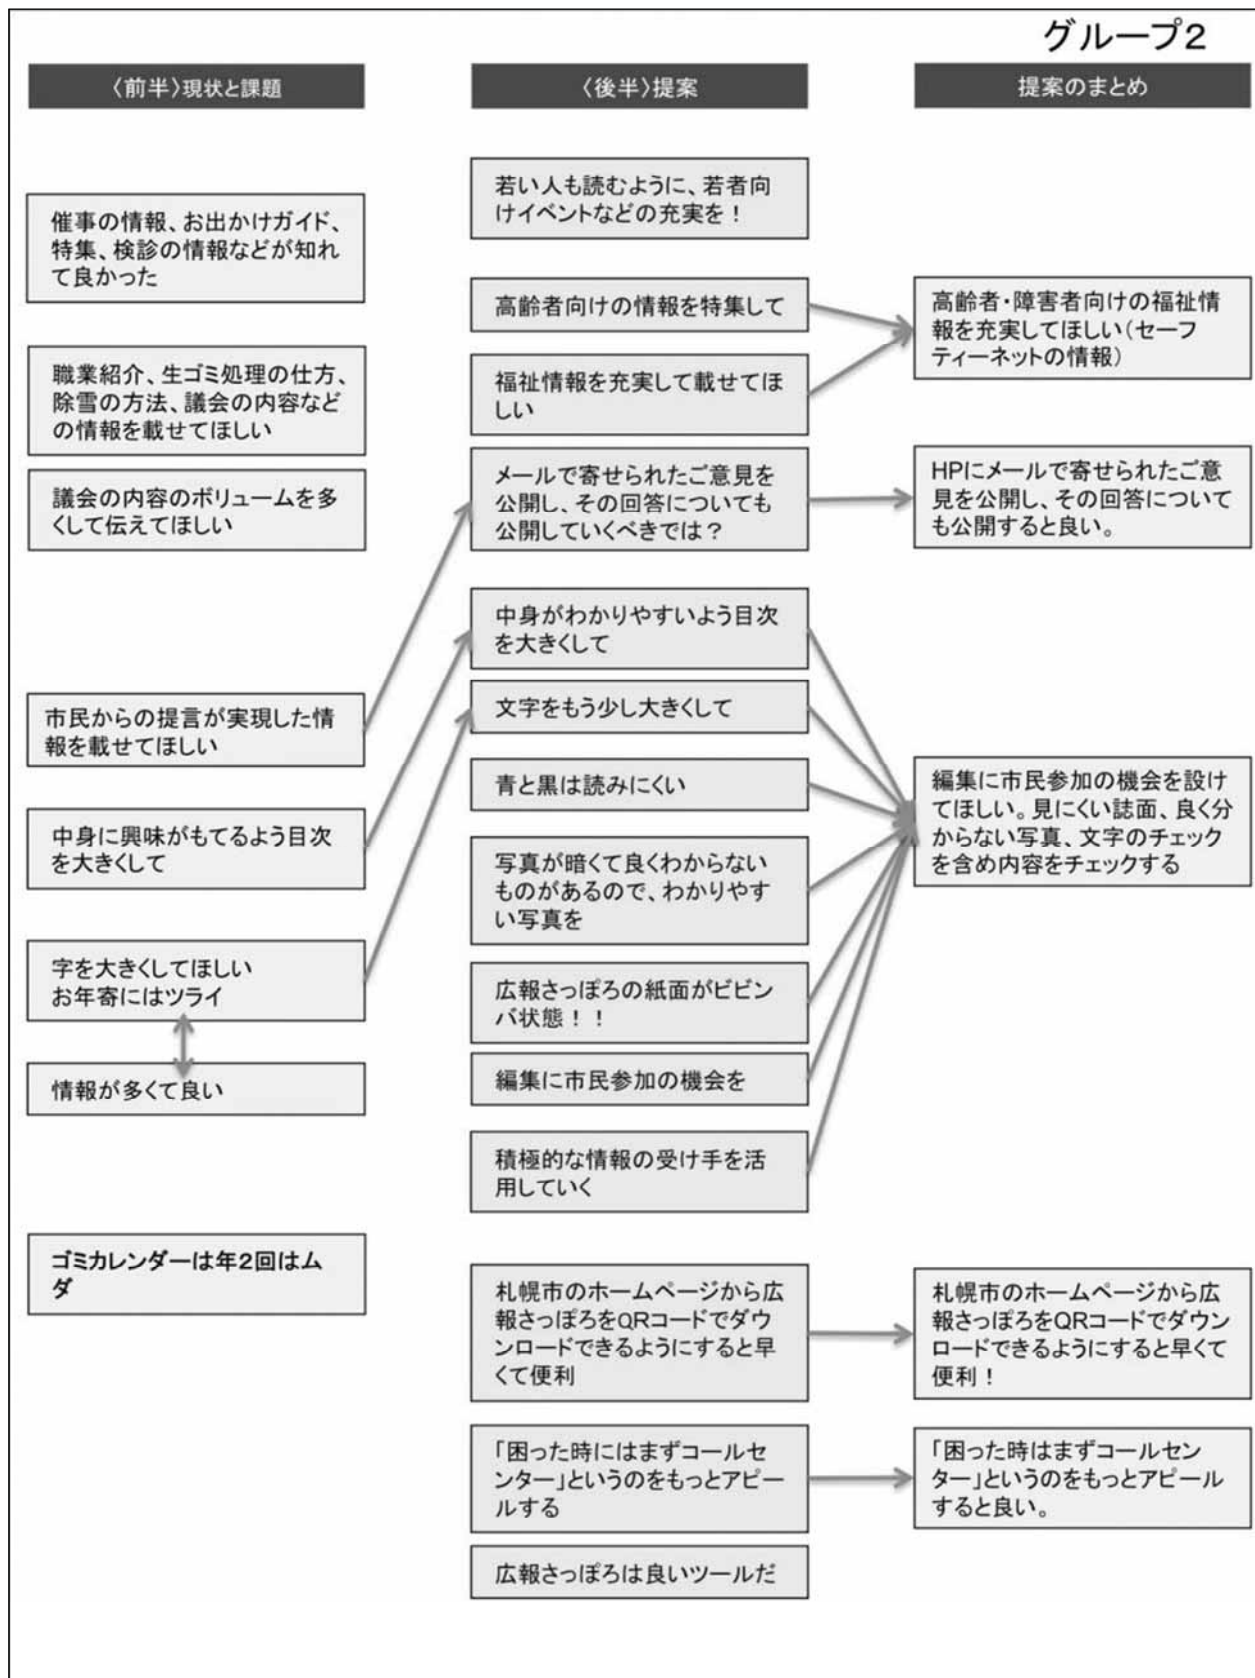 グループ2
〈前半〉現状と課題
催事の情報、お出かけガイド、
特集、検診の情報などが知れ
て良かった
職業紹介、生ゴミ処理の仕方、
除雪の方法、議会の内容など
の情報を載せてほしい
議会の内容のボリュームを多
くして伝えてほしい
市民からの提言が実現した情
報を載せてほしい
中身に興味がもてるよう目次
を大きくして
字を大きくしてほしい
お年寄にはツライ
情報が多くて良い
ゴミカレンダーは年2回はム
ダ
〈後半〉提案
若い人も読むように、若者向
けイベントなどの充実を！
高齢者向けの情報を特集して
福祉情報を充実して載せてほ
しい
メールで寄せられたご意見を
公開し、その回答についても
公開していくべきでは？
中身がわかりやすいよう目次
を大きくして
文字をもう少し大きくして
青と黒は読みにくい
写真が暗くて良くわからない
ものがあるので、わかりやす
い写真を
広報さっぽろの紙面がビビン
バ状態！！
編集に市民参加の機会を
積極的な情報の受け手を活
用していく
札幌市のホームページから広
報さっぽろをQRコードでダウ
ンロードできるようにすると早
くて便利
「困った時にはまずコールセ
ンター」というのをもっとアピー
ルする
広報さっぽろは良いツールだ
提案のまとめ
高齢者・障害者向けの福祉情
報を充実してほしい（セーフ
ティーネットの情報）
HPにメールで寄せられたご意
見を公開し、その回答について
も公開すると良い。
編集に市民参加の機会を設け
てほしい。見にくい誌面、良く分
からない写真、文字のチェック
を含め内容をチェックする
札幌市のホームページから広
報さっぽろをQRコードでダウン
ロードできるようにすると早くて
便利！
「困った時はまずコールセン
ター」というのをもっとアピール
すると良い。